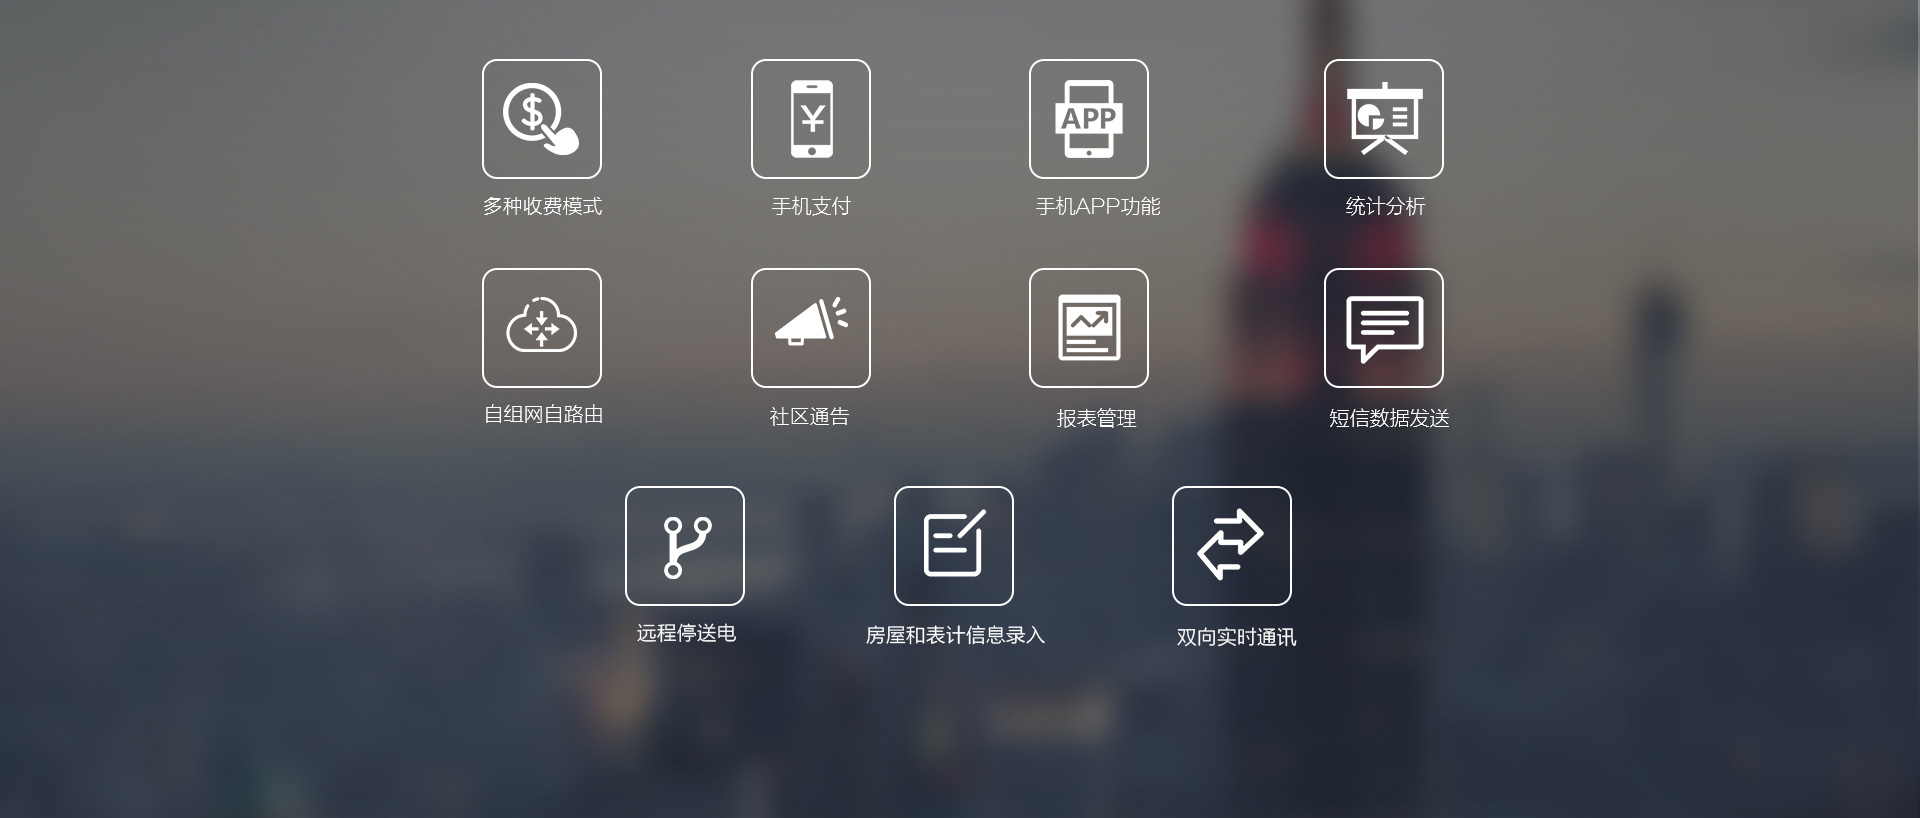 $
¥
APP
多种收费模式
手机支付
手机APP功能
统计分析
自组网自路由
社区通告
报表管理
短信数据发送
远程停送电
房屋和表计信息录入
双向实时通讯